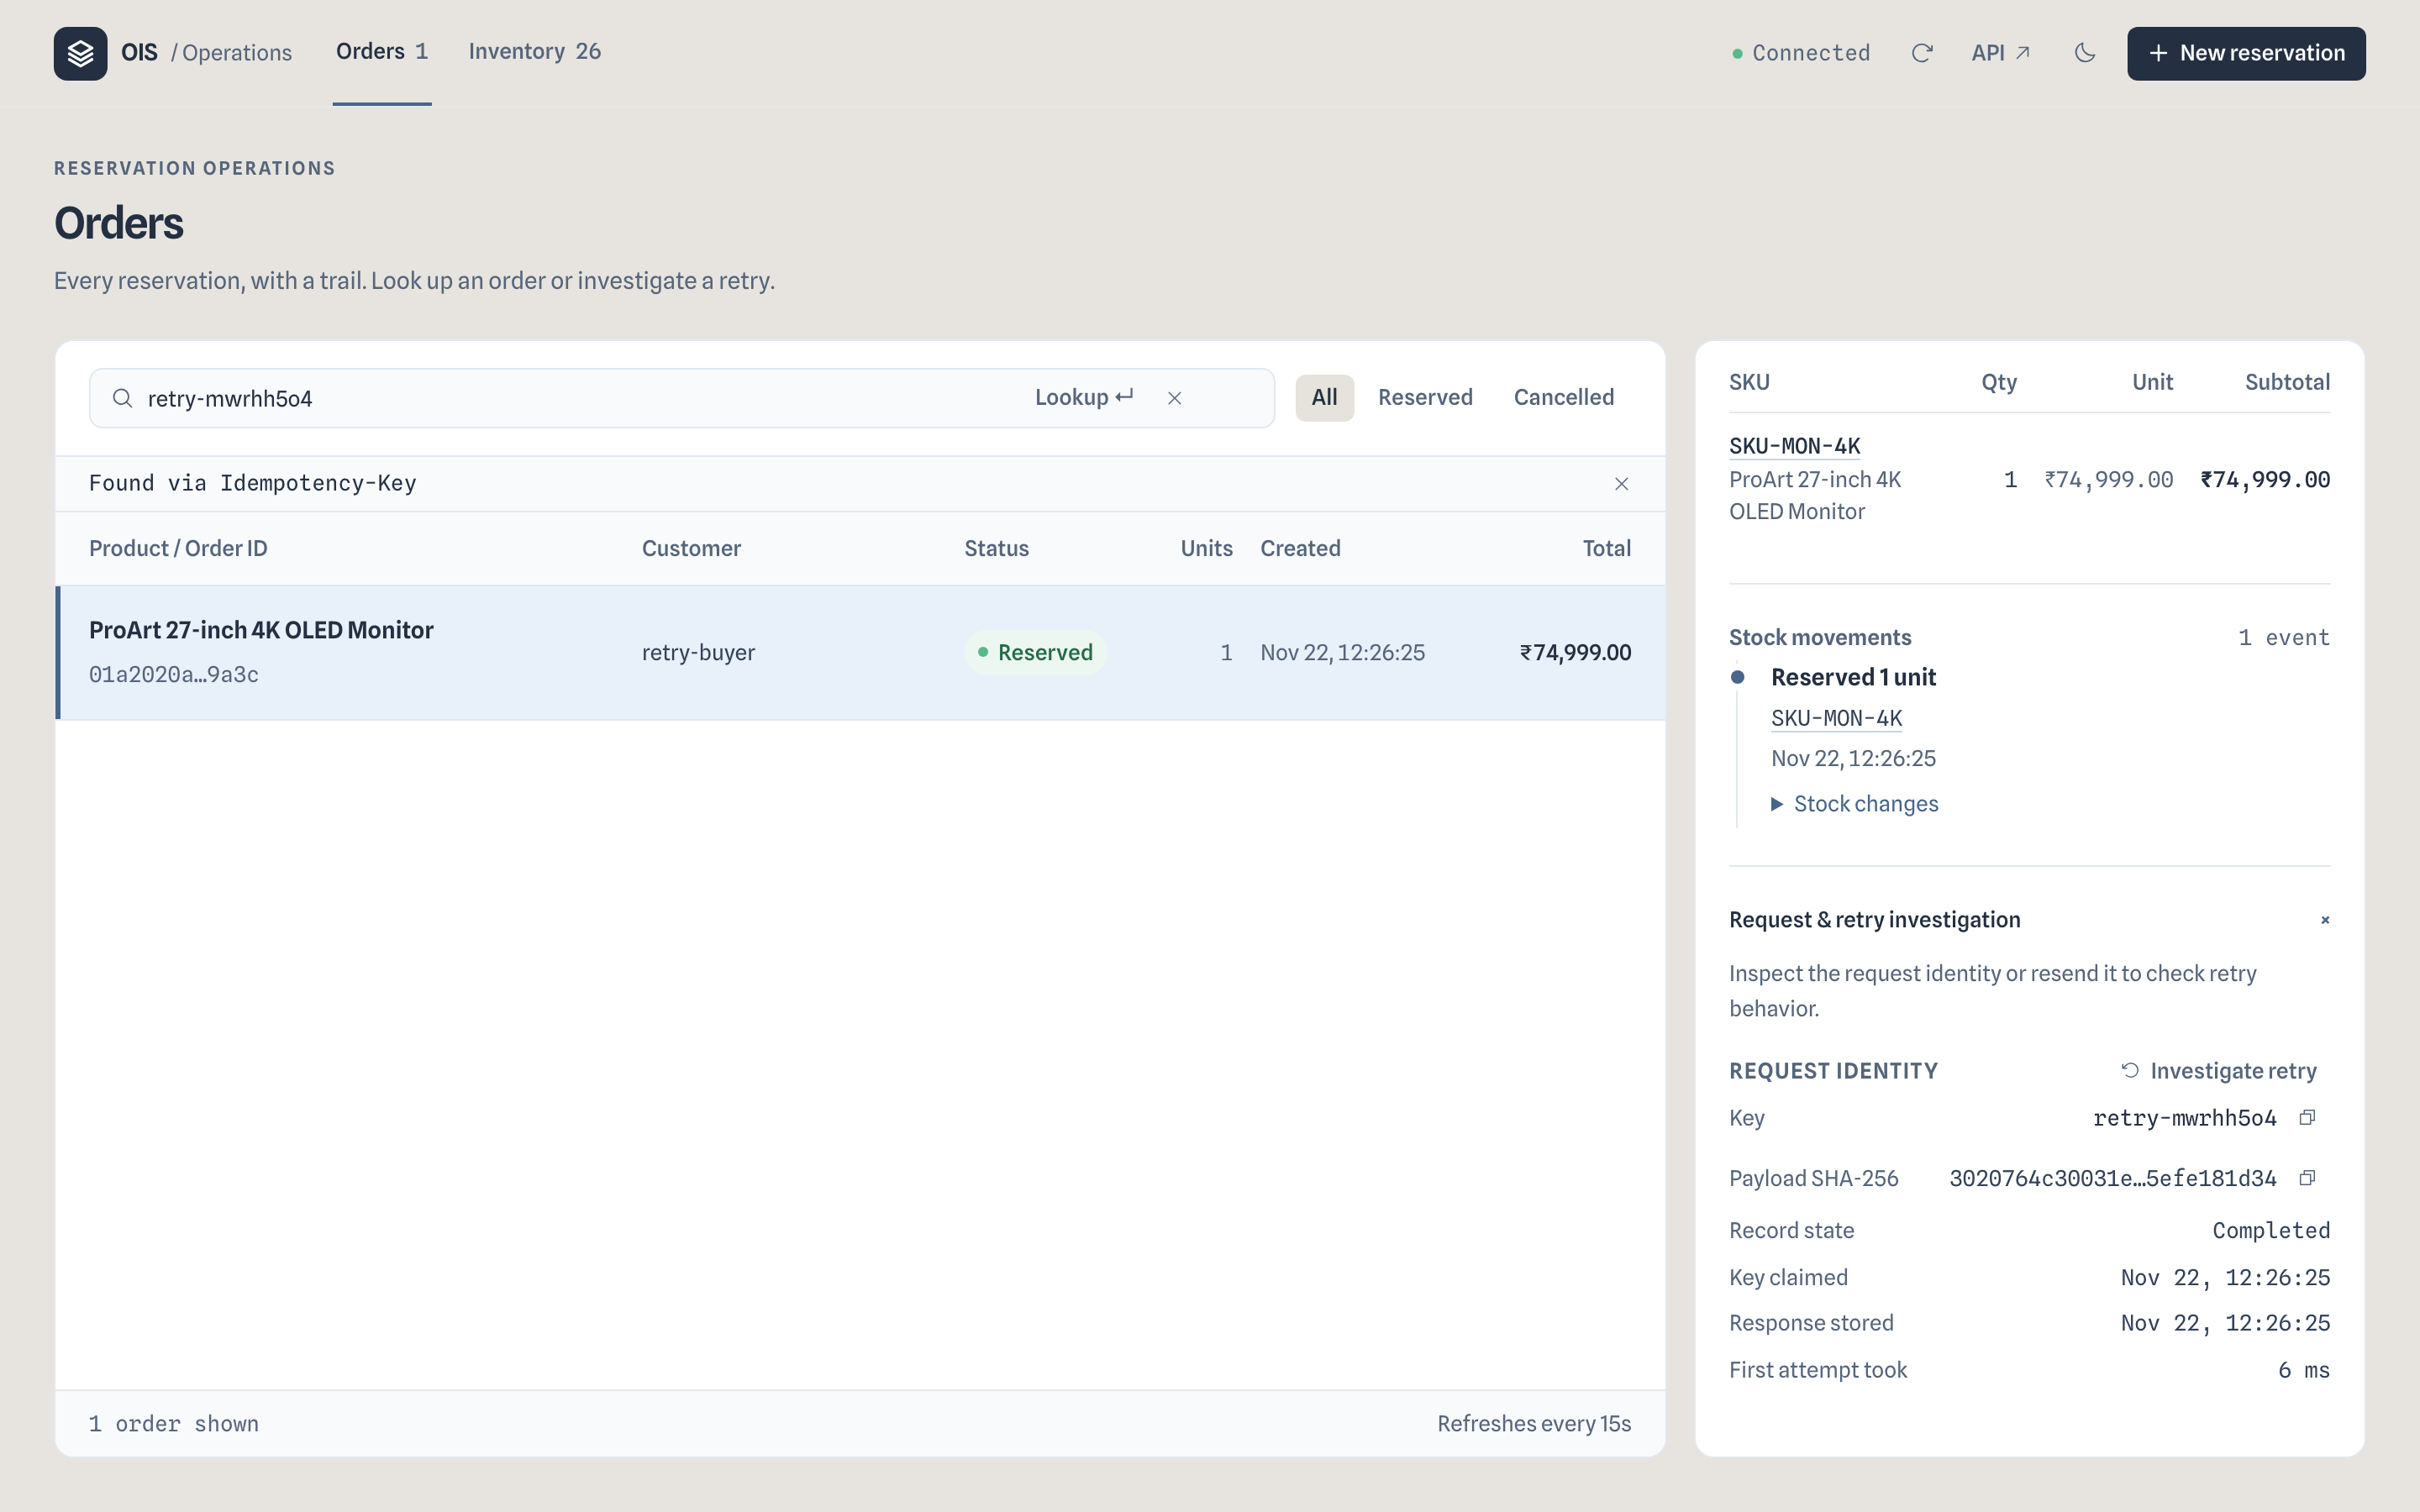 OIS / Operations Orders 1 Inventory 26 Connected API ↗ + New reservation
RESERVATION OPERATIONS
Orders
Every reservation, with a trail. Look up an order or investigate a retry.
retry-mwrhh5o4 Lookup ↵ × All Reserved Cancelled
Found via Idempotency-Key ×
Product / Order ID Customer Status Units Created Total
ProArt 27-inch 4K OLED Monitor
01a2020a…9a3c
retry-buyer Reserved 1 Nov 22, 12:26:25 ₹74,999.00
1 order shown Refreshes every 15s
SKU Qty Unit Subtotal
SKU-MON-4K
ProArt 27-inch 4K 1 ₹74,999.00 ₹74,999.00
OLED Monitor
Stock movements 1 event
Reserved 1 unit
SKU-MON-4K
Nov 22, 12:26:25
▶ Stock changes
Request & retry investigation ×
Inspect the request identity or resend it to check retry
behavior.
REQUEST IDENTITY Investigate retry
Key retry-mwrhh5o4
Payload SHA-256 3020764c30031e…5efe181d34
Record state Completed
Key claimed Nov 22, 12:26:25
Response stored Nov 22, 12:26:25
First attempt took 6 ms